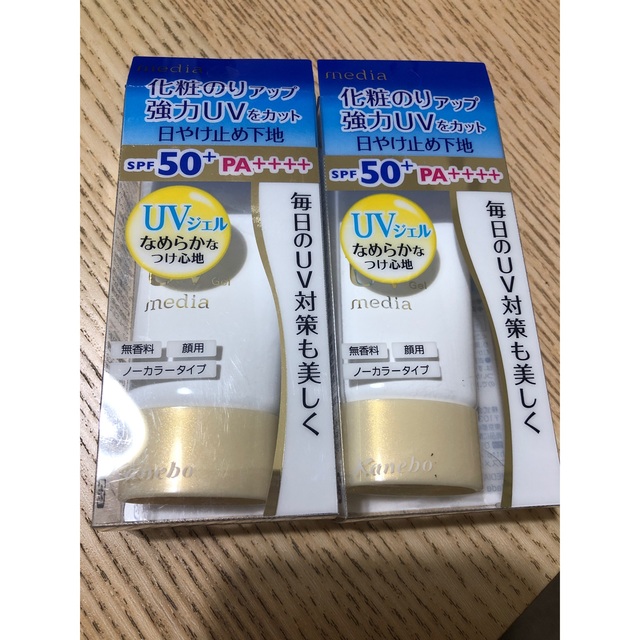 media
化粧のりアップ
強力UVをカット
日やけ止め下地
SPF50+ PA++++
UVジェル
なめらかな
つけ心地
Gel
media
無香料
顔用
ノーカラータイプ
Kanebo
毎日のUV対策も美しく
media
化粧のりアップ
強力UVをカット
日やけ止め下地
SPF50+ PA++++
UVジェル
なめらかな
つけ心地
Gel
media
無香料
顔用
ノーカラータイプ
Kanebo
毎日のUV対策も美しく